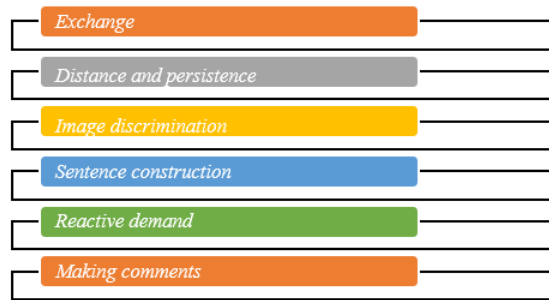 Exchange
Distance and persistence
Image discrimination
Sentence construction
Reactive demand
Making comments